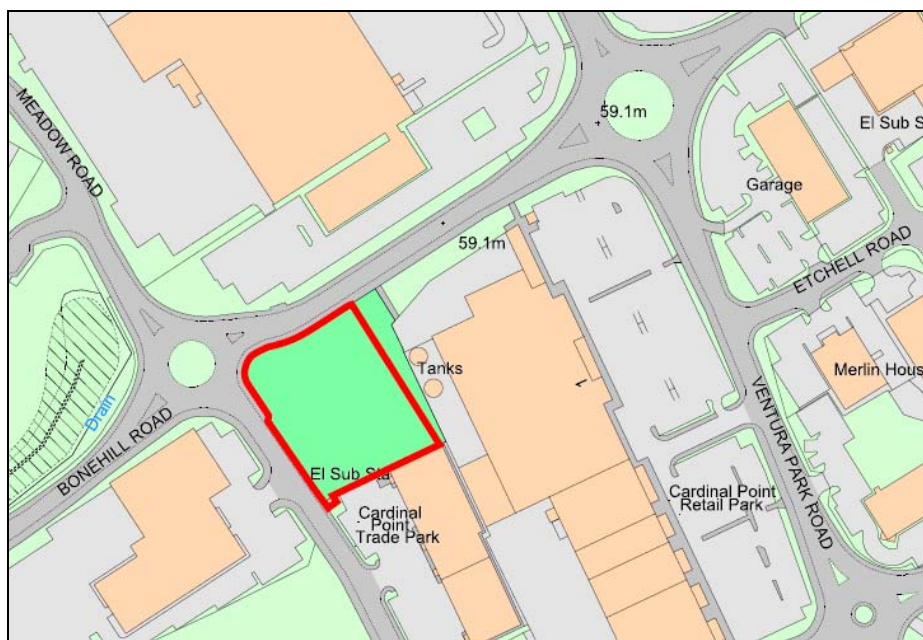 59.1m
El Sub S
MEADOW ROAD
Garage
59.1m
ETCHELL ROAD
Tanks
1
Merlin Hous
Drain
BONEHILL ROAD
VENTURA PARK ROAD
El Sub Sta
Cardinal
Point
Trade Park
Cardinal Point
Retail Park